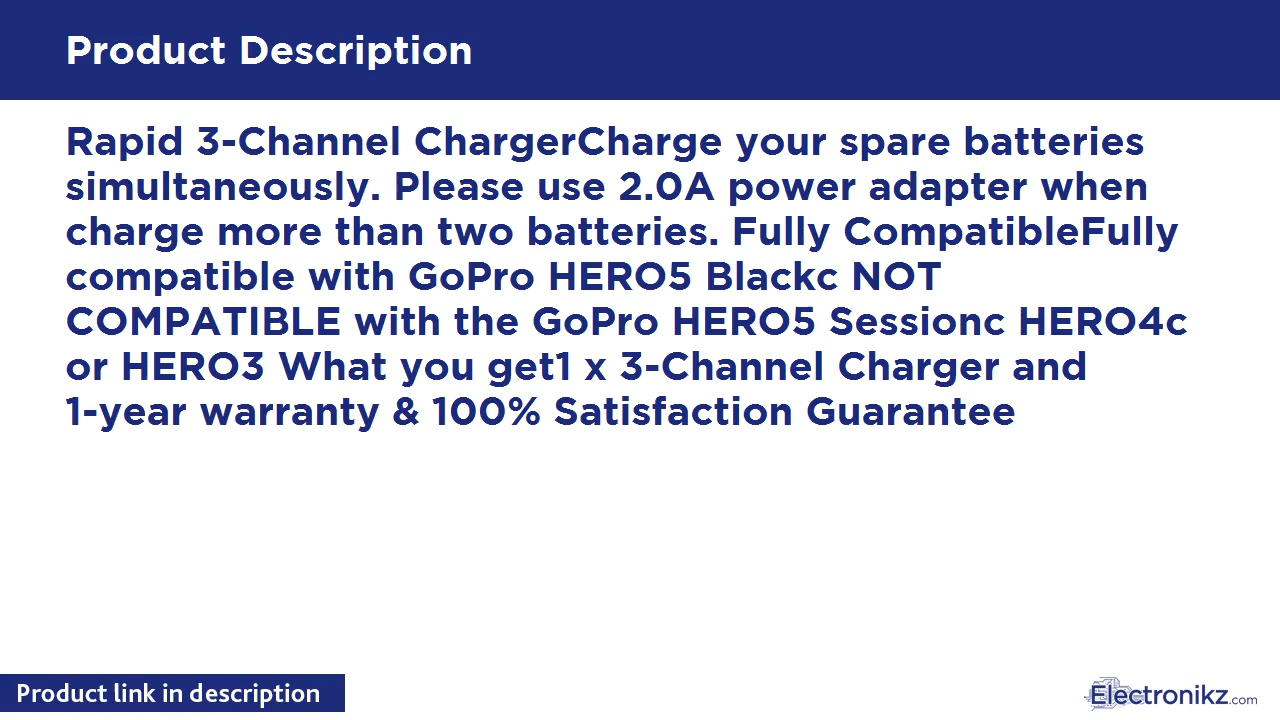 Product Description
Rapid 3-Channel ChargerCharge your spare batteries
simultaneously. Please use 2.0A power adapter when
charge more than two batteries. Fully CompatibleFully
compatible with GoPro HERO5 Blackc NOT
COMPATIBLE with the GoPro HERO5 Sessionc HERO4c
or HERO3 What you get1 x 3-Channel Charger and
1-year warranty & 100% Satisfaction Guarantee
Product link in description
Electronikz.com